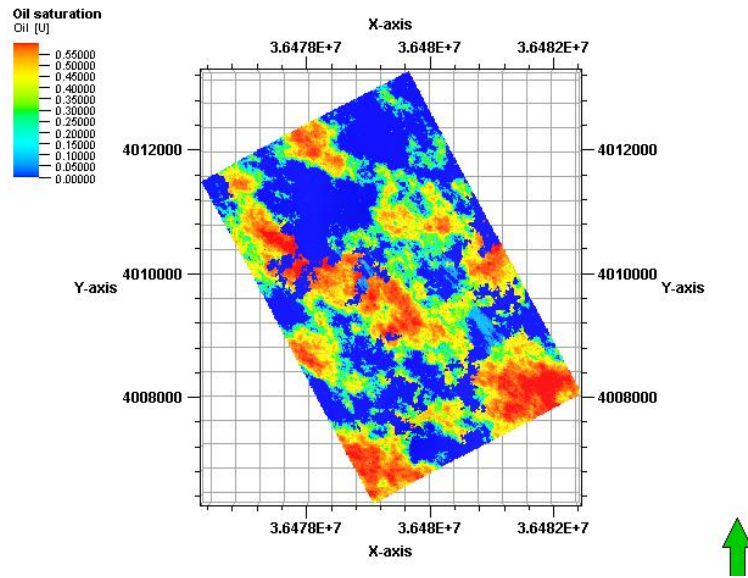 Oil saturation
Oil [U]
0.55000
0.50000
0.45000
0.40000
0.35000
0.30000
0.25000
0.20000
0.15000
0.10000
0.05000
0.00000
X-axis
3.6478E+7 3.648E+7 3.6482E+7
4012000 4012000
4010000 4010000
Y-axis Y-axis
4008000 4008000
3.6478E+7 3.648E+7 3.6482E+7
X-axis